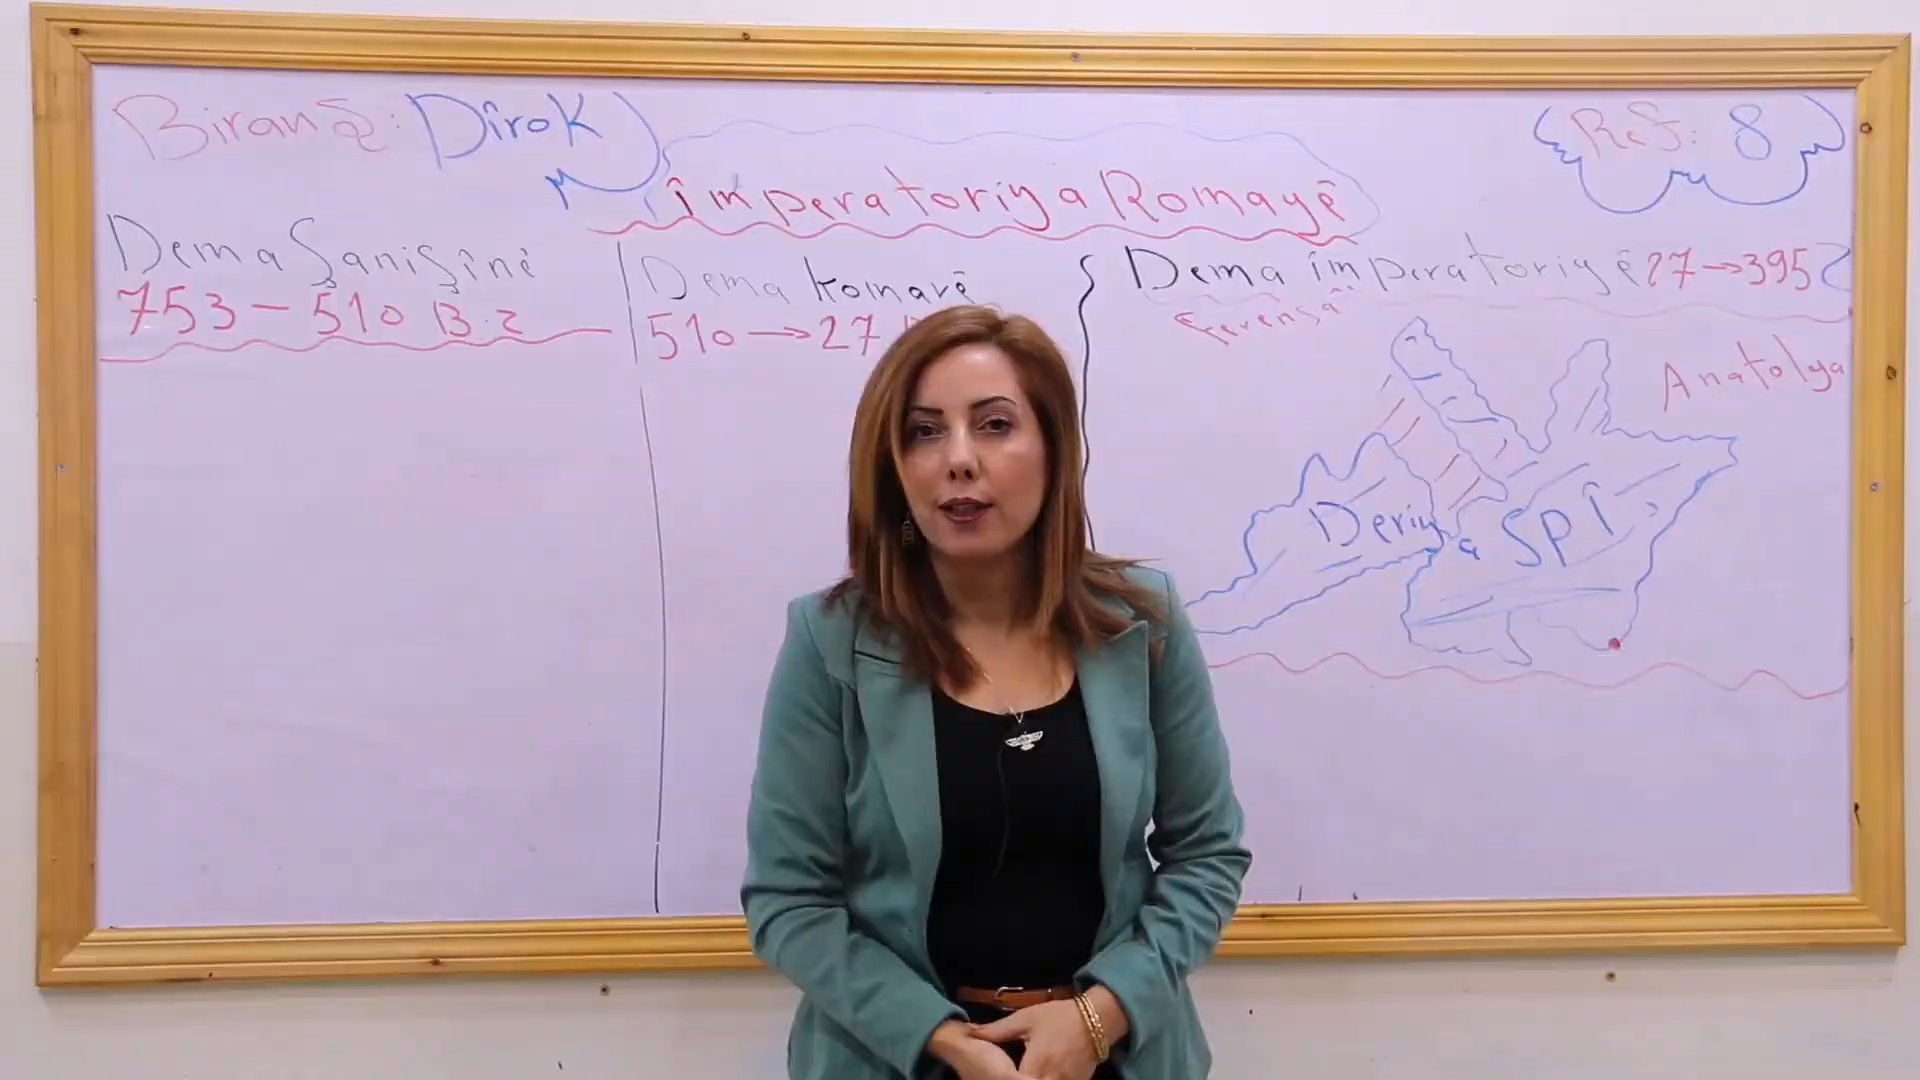 Biranş: Dîrok
Ref: 8
împeratoriya Romayê
Dema Şanişînê
753 - 510 B.Z
Dema komarê
510 → 27
Dema împeratoriyê 27 → 395 Z
Ferensa
Anatolya
Deriya SPÎ